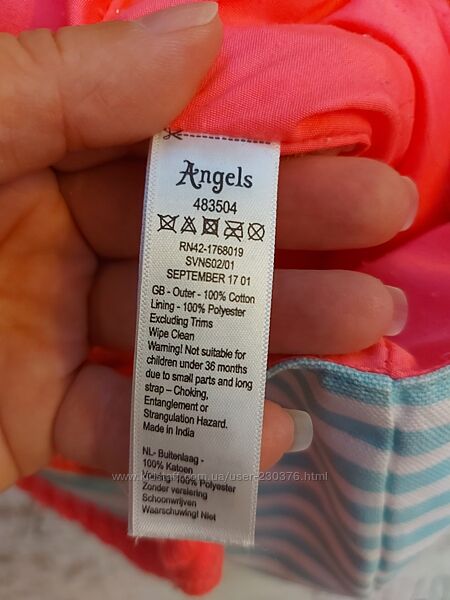 Angels
483504
RN42-1768019
SVNS02/01
SEPTEMBER 17 01
GB - Outer - 100% Cotton
Lining - 100% Polyester
Excluding Trims
Wipe Clean
Warning! Not suitable for
children under 36 months
due to small parts and long
strap – Choking,
Entanglement or
Strangulation Hazard.
Made in India
NL- Buitenlaag -
100% Katoen
100% Polyester
Zonder versiering
Schoonwrijven
Waarschuwing! Niet